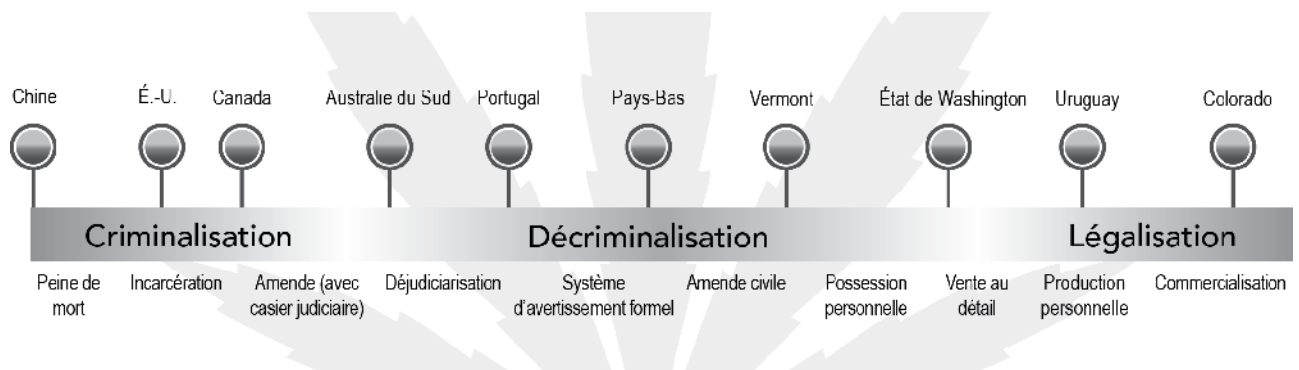 Chine É.-U. Canada Australie du Sud Portugal Pays-Bas Vermont État de Washington Uruguay Colorado
Criminalisation Décriminalisation Légalisation
Peine de mort
Incarcération
Amende (avec
casier judiciaire)
Déjudiciarisation
Système
d'avertissement formel
Amende civile
Possession
personnelle
Vente au
détail
Production
personnelle
Commercialisation